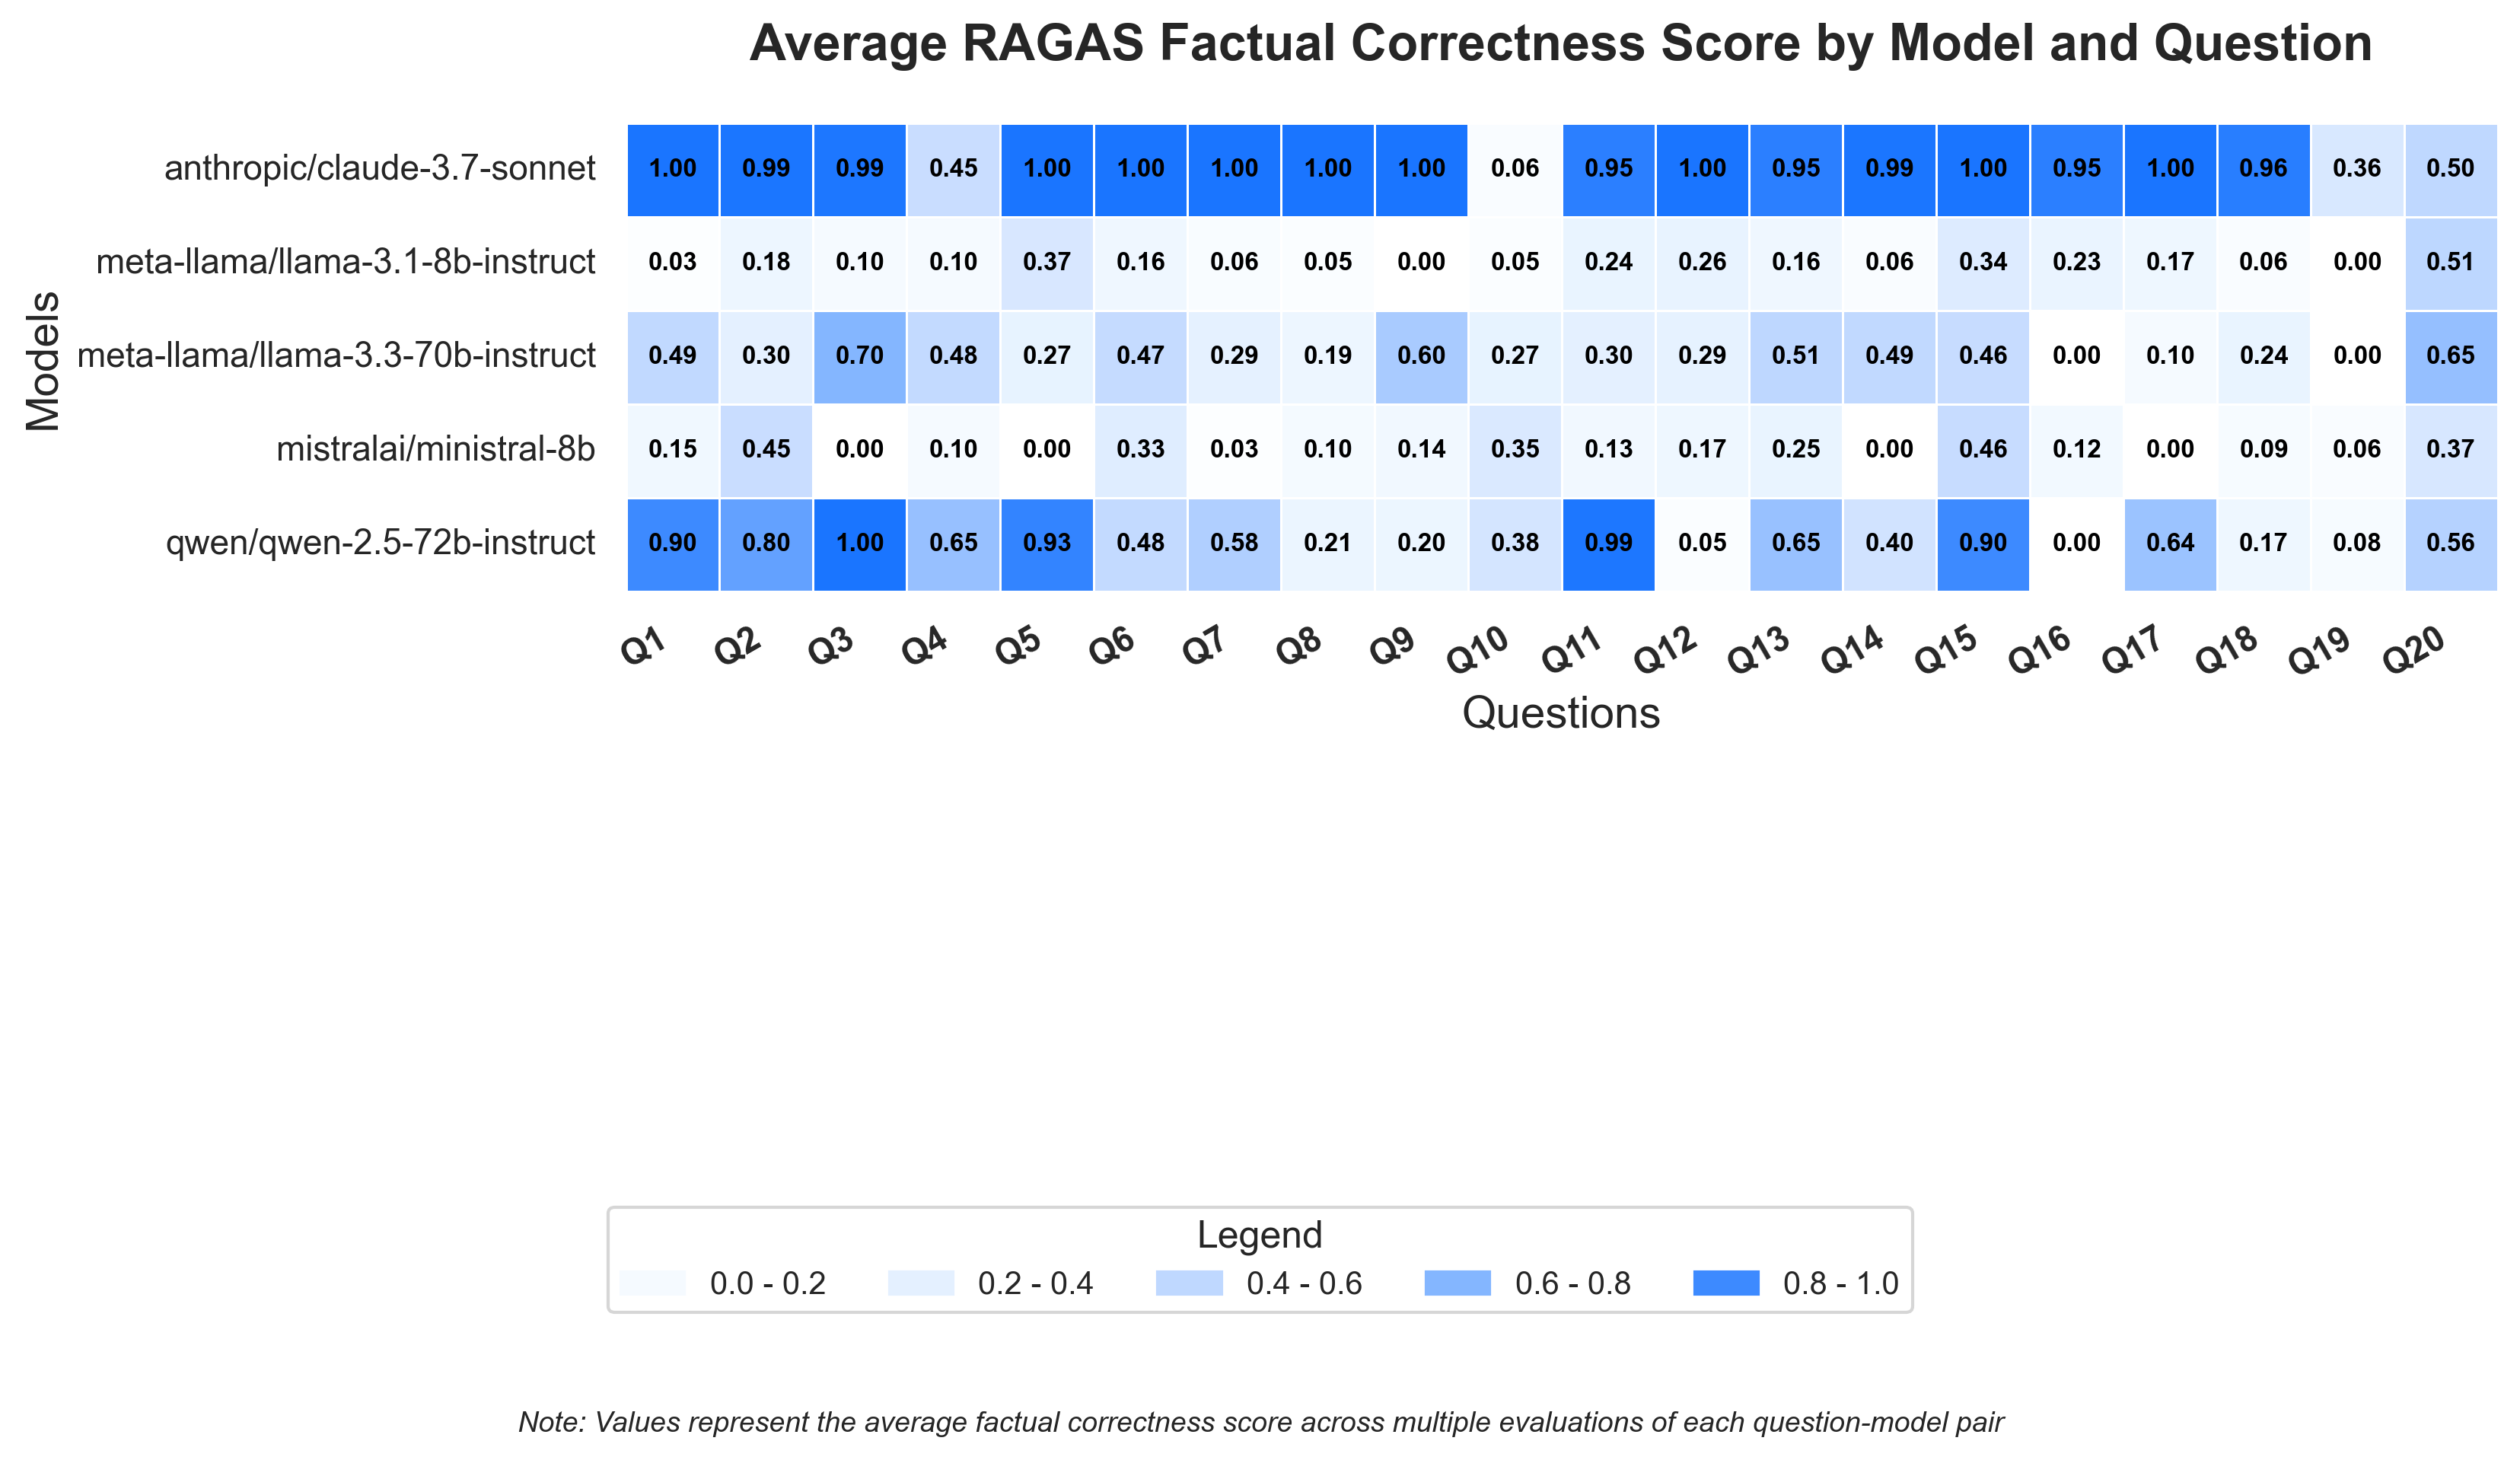 Average RAGAS Factual Correctness Score by Model and Question
Models
anthropic/claude-3.7-sonnet 1.00 0.99 0.99 0.45 1.00 1.00 1.00 1.00 1.00 0.06 0.95 1.00 0.95 0.99 1.00 0.95 1.00 0.96 0.36 0.50
meta-llama/llama-3.1-8b-instruct 0.03 0.18 0.10 0.10 0.37 0.16 0.06 0.05 0.00 0.05 0.24 0.26 0.16 0.06 0.34 0.23 0.17 0.06 0.00 0.51
meta-llama/llama-3.3-70b-instruct 0.49 0.30 0.70 0.48 0.27 0.47 0.29 0.19 0.60 0.27 0.30 0.29 0.51 0.49 0.46 0.00 0.10 0.24 0.00 0.65
mistralai/ministral-8b 0.15 0.45 0.00 0.10 0.00 0.33 0.03 0.10 0.14 0.35 0.13 0.17 0.25 0.00 0.46 0.12 0.00 0.09 0.06 0.37
qwen/qwen-2.5-72b-instruct 0.90 0.80 1.00 0.65 0.93 0.48 0.58 0.21 0.20 0.38 0.99 0.05 0.65 0.40 0.90 0.00 0.64 0.17 0.08 0.56
Q1 Q2 Q3 Q4 Q5 Q6 Q7 Q8 Q9 Q10 Q11 Q12 Q13 Q14 Q15 Q16 Q17 Q18 Q19 Q20
Questions
Legend
0.0 - 0.2 0.2 - 0.4 0.4 - 0.6 0.6 - 0.8 0.8 - 1.0
Note: Values represent the average factual correctness score across multiple evaluations of each question-model pair